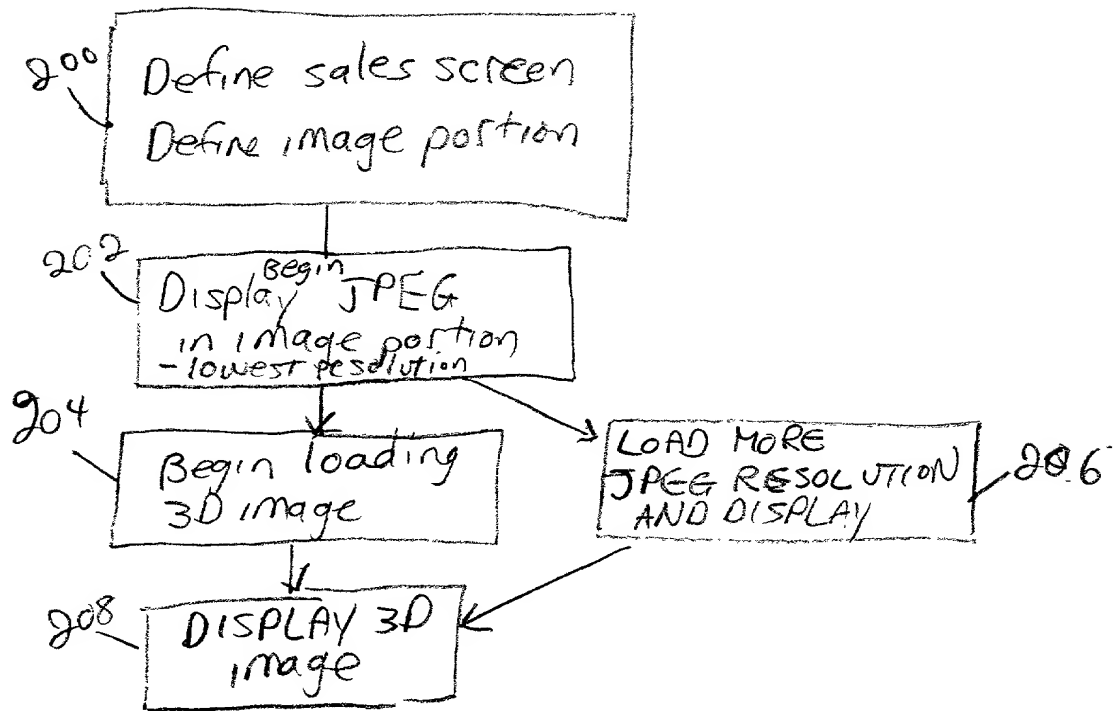 200
Define sales screen
Define image portion
202
Display Begin JPEG
in image portion
- lowest resolution
204
Begin loading
3D image
LOAD MORE
JPEG RESOLUTION
AND DISPLAY
206
208
DISPLAY 3D
image